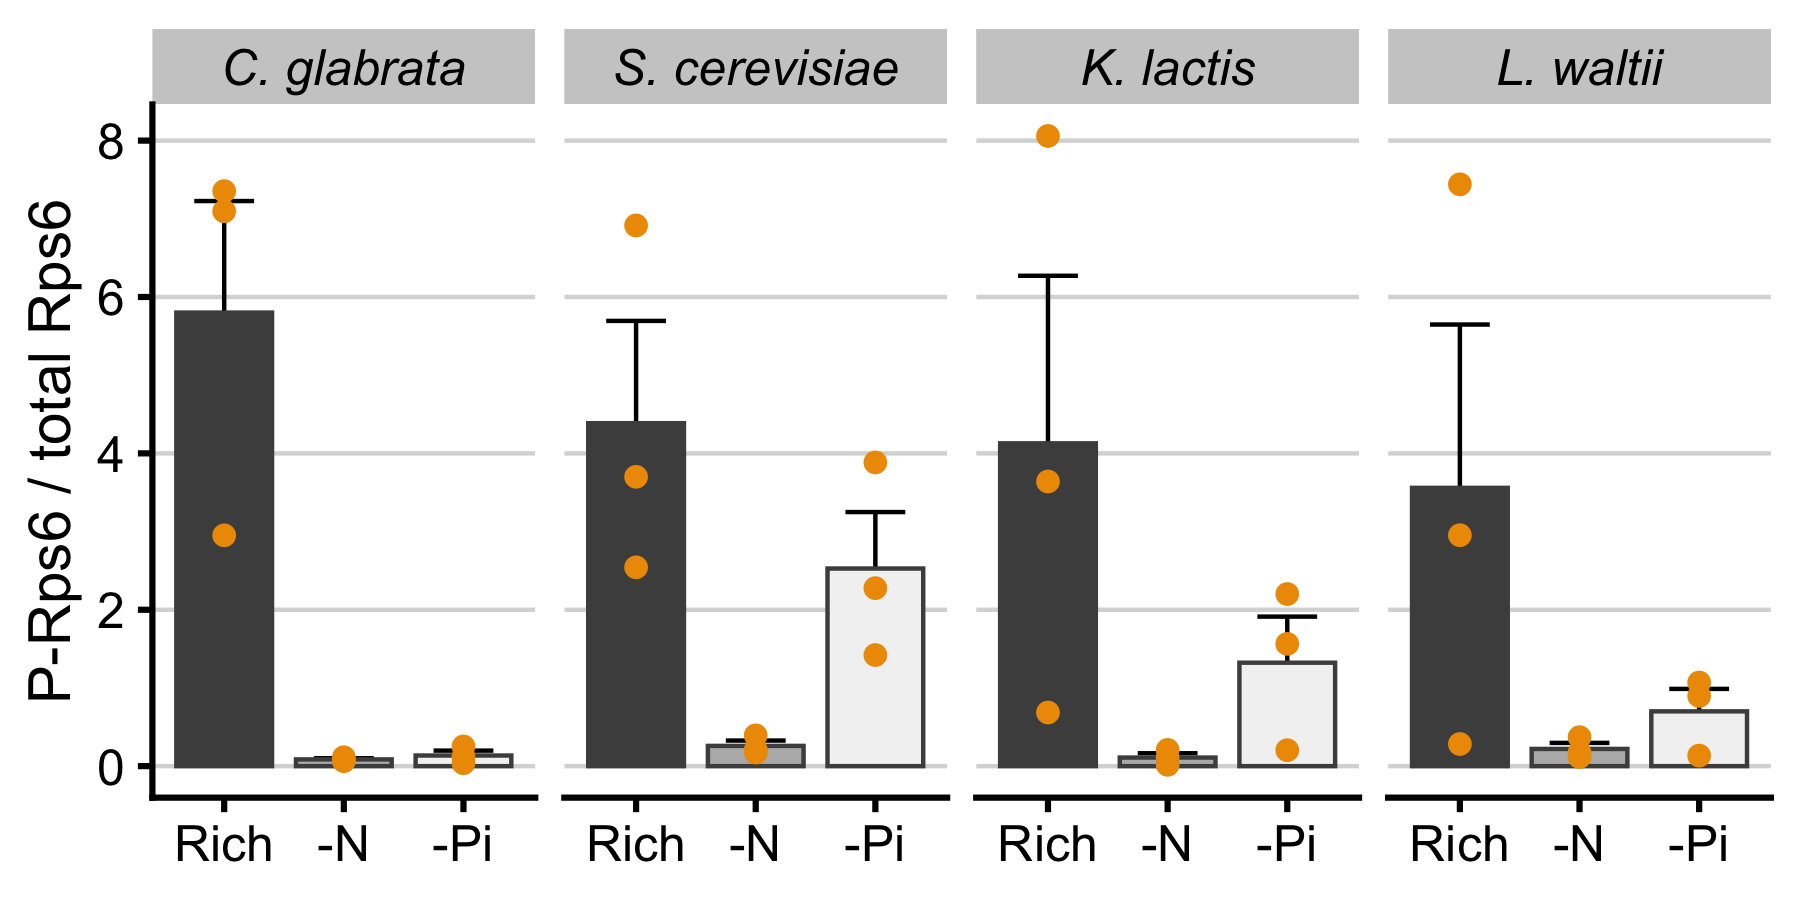 C. glabrata
S. cerevisiae
K. lactis
L. waltii
P-Rps6 / total Rps6
8
6
4
2
0
Rich -N -Pi
Rich -N -Pi
Rich -N -Pi
Rich -N -Pi